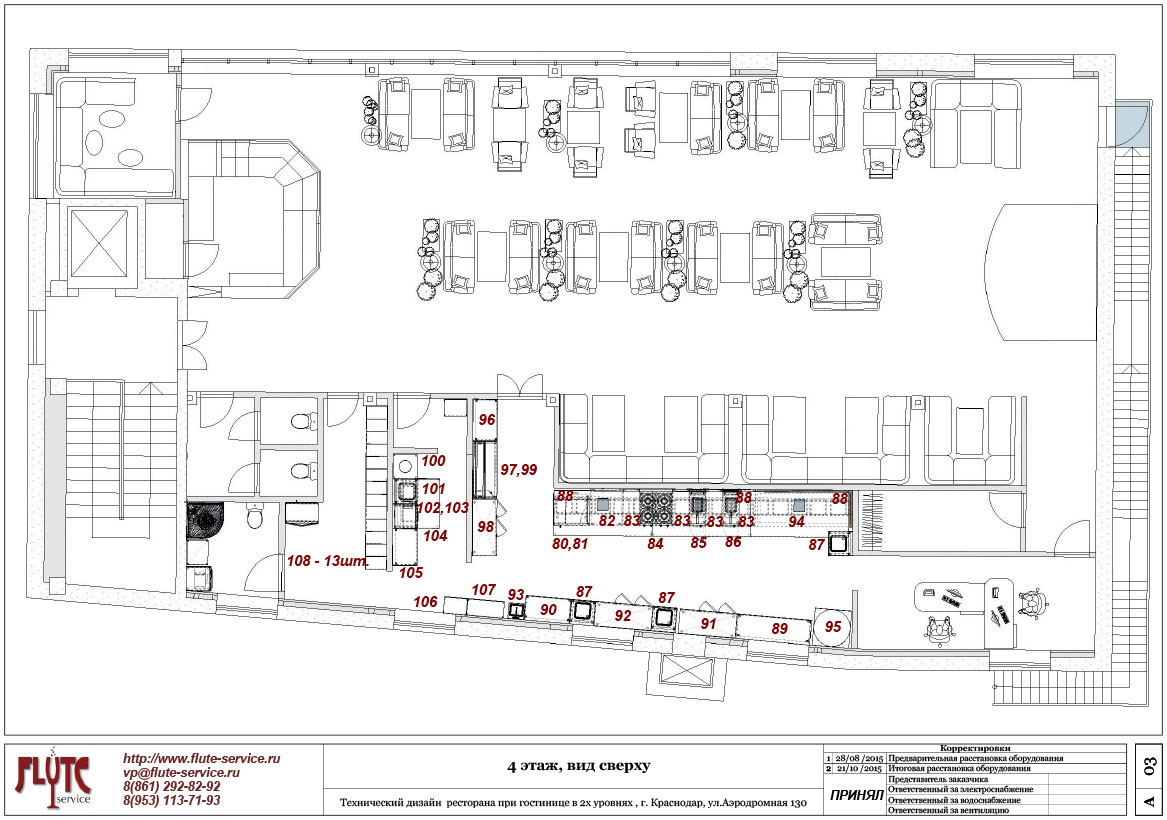 96
100
97,99
101
102,103
98
104
105
108 - 13шт.
88
88
88
82
83
83
83
83
94
80,81
84
85
86
87
106
107
93
90
87
92
87
91
89
95
FLUTE
service
http://www.flute-service.ru
vp@flute-service.ru
8(861) 292-82-92
8(953) 113-71-93
4 этаж, вид сверху
Технический дизайн ресторана при гостинице в 2х уровнях , г. Краснодар, ул.Аэродромная 130
Корректировки
1 28/08 /2015 Предварительная расстановка оборудования
2 21/10 /2015 Итоговая расстановка оборудования
ПРИНЯЛ
Представитель заказчика
Ответственный за электроснабжение
Ответственный за водоснабжение
Ответственный за вентиляцию
03
А